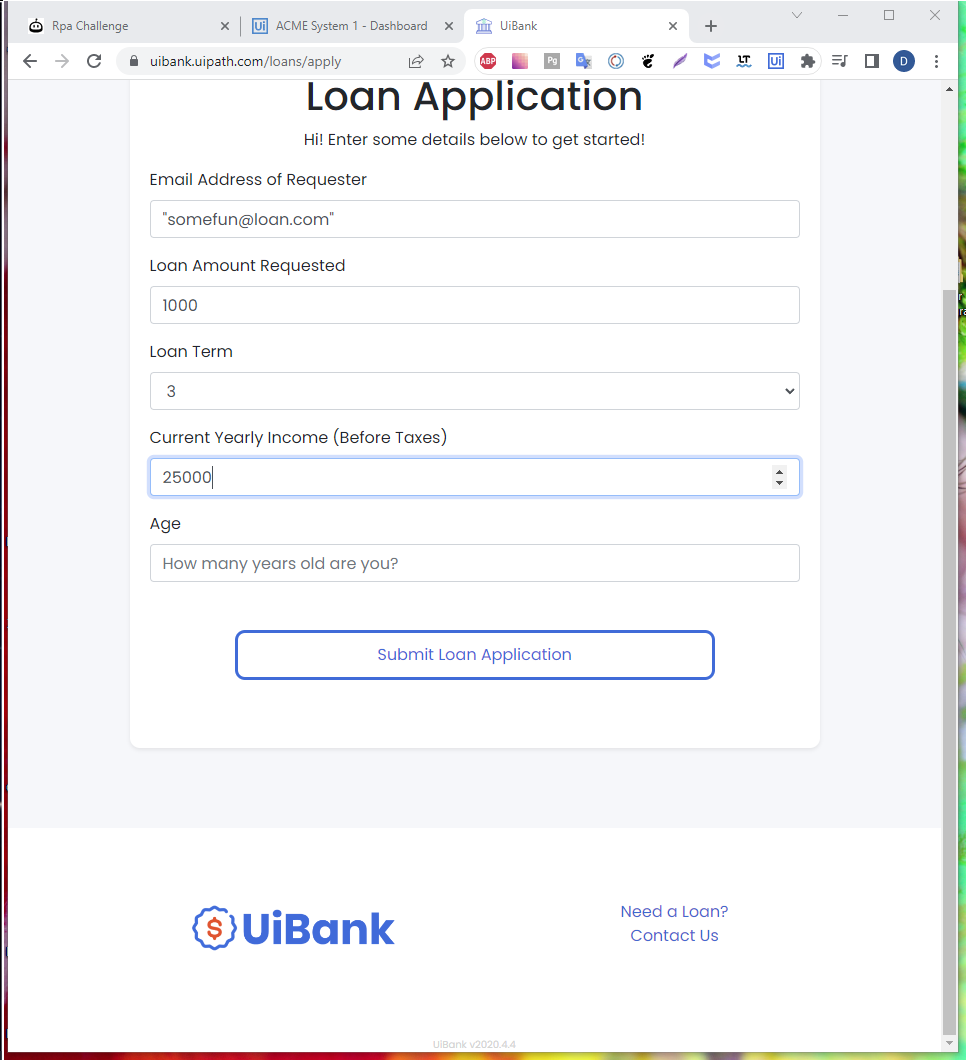 Rpa Challenge
ACME System 1 - Dashboard
UiBank
uibank.uipath.com/loans/apply
ABP
Pg
LT
Ui
D
Loan Application
Hi! Enter some details below to get started!
Email Address of Requester
"somefun@loan.com"
Loan Amount Requested
1000
Loan Term
3
Current Yearly Income (Before Taxes)
25000
Age
How many years old are you?
Submit Loan Application
UiBank
Need a Loan?
Contact Us
UiBank v2020.4.4